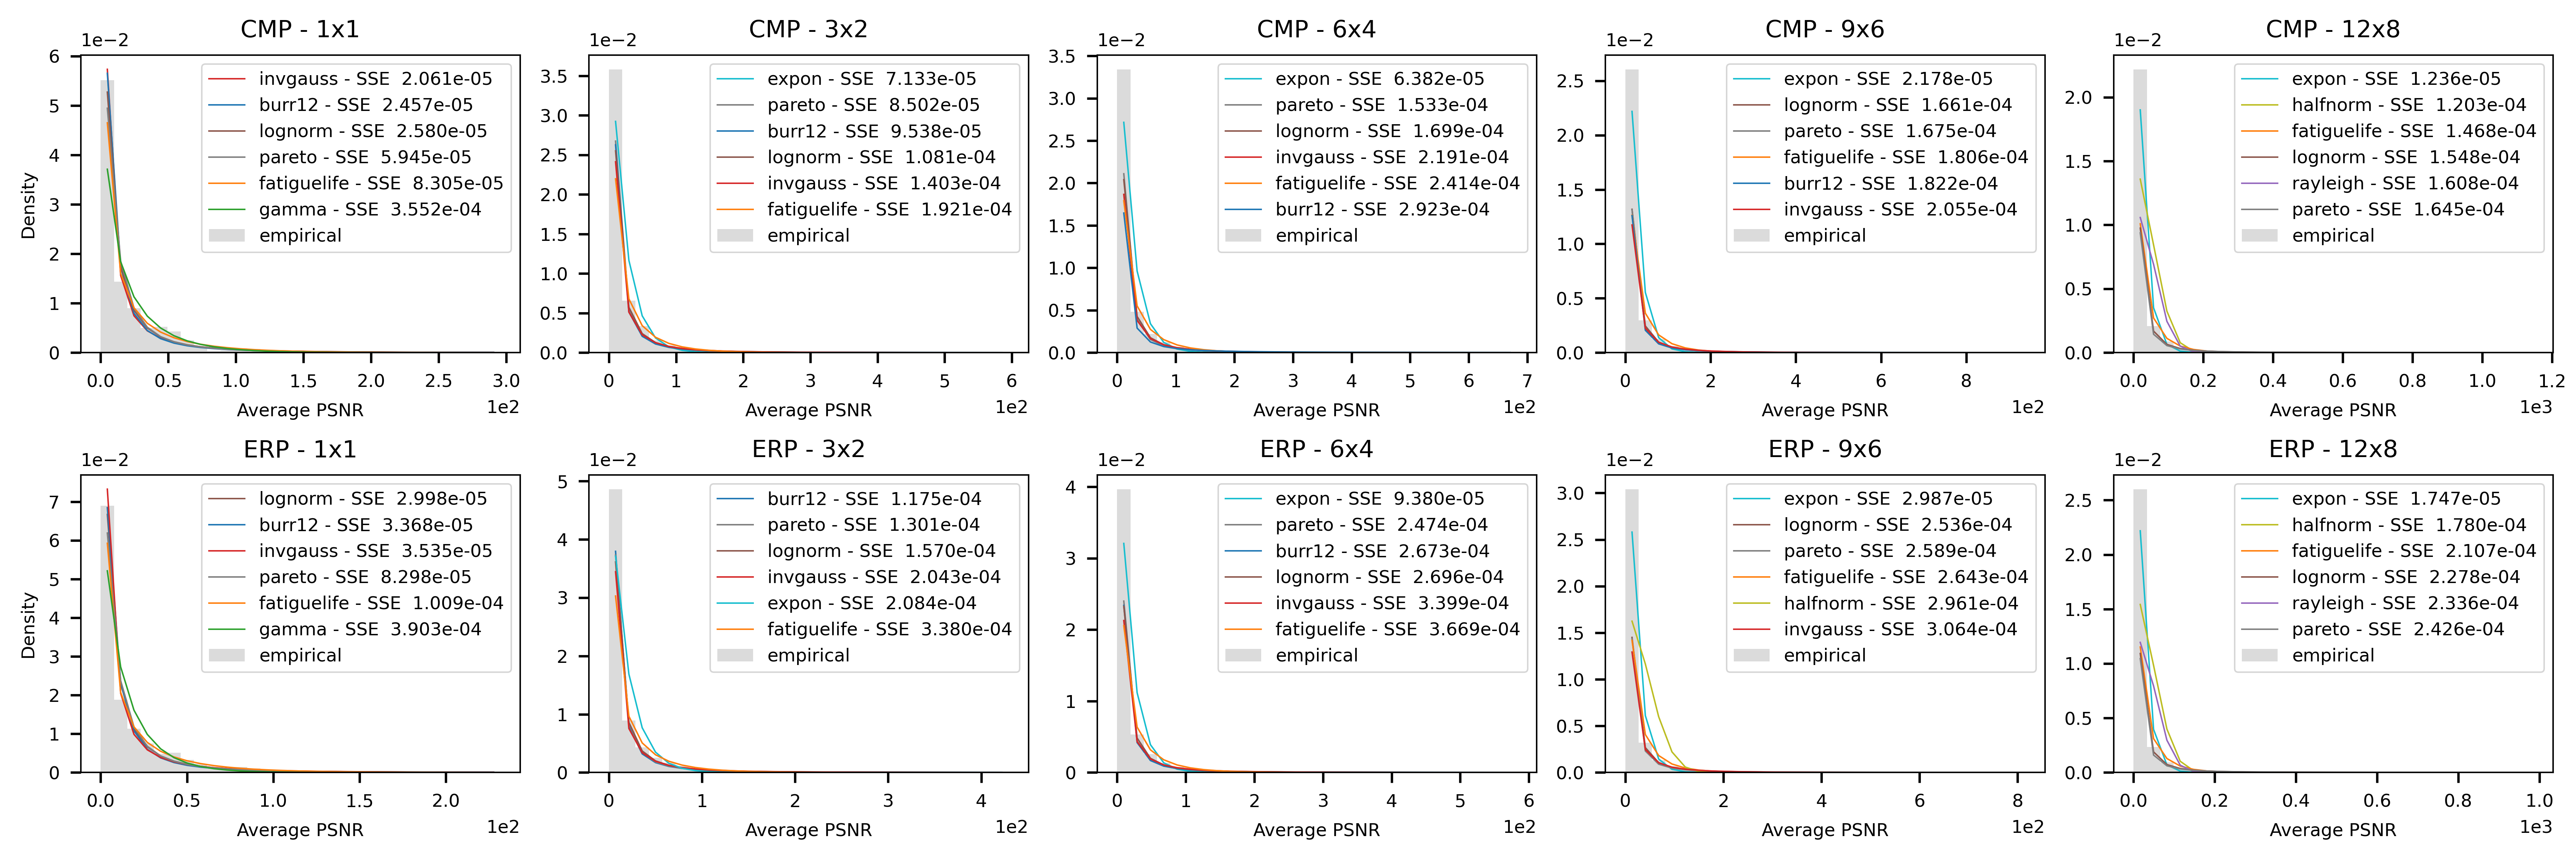 CMP - 1x1
1e−2
6
5
4
3
2
1
0
Density
invgauss - SSE 2.061e-05
burr12 - SSE 2.457e-05
lognorm - SSE 2.580e-05
pareto - SSE 5.945e-05
fatiguelife - SSE 8.305e-05
gamma - SSE 3.552e-04
empirical
0.0 0.5 1.0 1.5 2.0 2.5 3.0
Average PSNR
1e2
CMP - 3x2
1e−2
3.5
3.0
2.5
2.0
1.5
1.0
0.5
0.0
expon - SSE 7.133e-05
pareto - SSE 8.502e-05
burr12 - SSE 9.538e-05
lognorm - SSE 1.081e-04
invgauss - SSE 1.403e-04
fatiguelife - SSE 1.921e-04
empirical
0 1 2 3 4 5 6
Average PSNR
1e2
CMP - 6x4
1e−2
3.5
3.0
2.5
2.0
1.5
1.0
0.5
0.0
expon - SSE 6.382e-05
pareto - SSE 1.533e-04
lognorm - SSE 1.699e-04
invgauss - SSE 2.191e-04
fatiguelife - SSE 2.414e-04
burr12 - SSE 2.923e-04
empirical
0 1 2 3 4 5 6 7
Average PSNR
1e2
CMP - 9x6
1e−2
2.5
2.0
1.5
1.0
0.5
0.0
expon - SSE 2.178e-05
lognorm - SSE 1.661e-04
pareto - SSE 1.675e-04
fatiguelife - SSE 1.806e-04
burr12 - SSE 1.822e-04
invgauss - SSE 2.055e-04
empirical
0 2 4 6 8
Average PSNR
1e2
CMP - 12x8
1e−2
2.0
1.5
1.0
0.5
0.0
expon - SSE 1.236e-05
halfnorm - SSE 1.203e-04
fatiguelife - SSE 1.468e-04
lognorm - SSE 1.548e-04
rayleigh - SSE 1.608e-04
pareto - SSE 1.645e-04
empirical
0.0 0.2 0.4 0.6 0.8 1.0 1.2
Average PSNR
1e3
ERP - 1x1
1e−2
7
6
5
4
3
2
1
0
Density
lognorm - SSE 2.998e-05
burr12 - SSE 3.368e-05
invgauss - SSE 3.535e-05
pareto - SSE 8.298e-05
fatiguelife - SSE 1.009e-04
gamma - SSE 3.903e-04
empirical
0.0 0.5 1.0 1.5 2.0
Average PSNR
1e2
ERP - 3x2
1e−2
5
4
3
2
1
0
burr12 - SSE 1.175e-04
pareto - SSE 1.301e-04
lognorm - SSE 1.570e-04
invgauss - SSE 2.043e-04
expon - SSE 2.084e-04
fatiguelife - SSE 3.380e-04
empirical
0 1 2 3 4
Average PSNR
1e2
ERP - 6x4
1e−2
4
3
2
1
0
expon - SSE 9.380e-05
pareto - SSE 2.474e-04
burr12 - SSE 2.673e-04
lognorm - SSE 2.696e-04
invgauss - SSE 3.399e-04
fatiguelife - SSE 3.669e-04
empirical
0 1 2 3 4 5 6
Average PSNR
1e2
ERP - 9x6
1e−2
3.0
2.5
2.0
1.5
1.0
0.5
0.0
expon - SSE 2.987e-05
lognorm - SSE 2.536e-04
pareto - SSE 2.589e-04
fatiguelife - SSE 2.643e-04
halfnorm - SSE 2.961e-04
invgauss - SSE 3.064e-04
empirical
0 2 4 6 8
Average PSNR
1e2
ERP - 12x8
1e−2
2.5
2.0
1.5
1.0
0.5
0.0
expon - SSE 1.747e-05
halfnorm - SSE 1.780e-04
fatiguelife - SSE 2.107e-04
lognorm - SSE 2.278e-04
rayleigh - SSE 2.336e-04
pareto - SSE 2.426e-04
empirical
0.0 0.2 0.4 0.6 0.8 1.0
Average PSNR
1e3